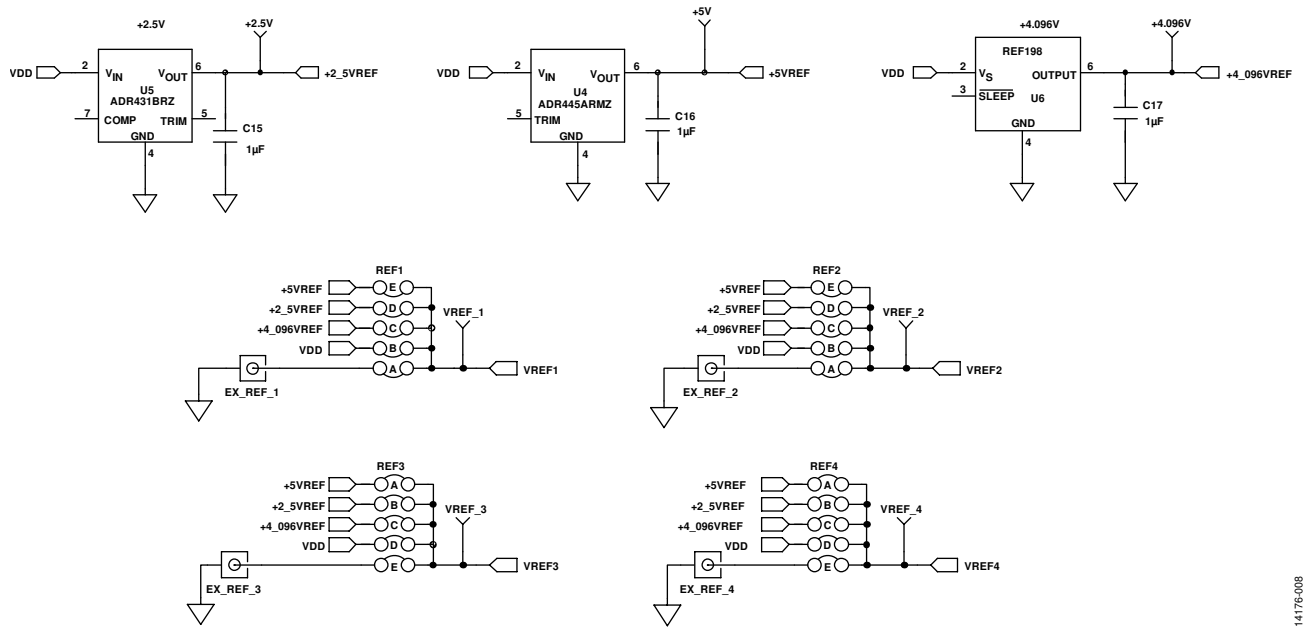 +2.5V
+2.5V
VDD
2
VIN
VOUT
6
+2_5VREF
U5
ADR431BRZ
7
COMP
TRIM
5
GND
4
C15
1µF
+5V
VDD
2
VIN
VOUT
6
+5VREF
U4
ADR445ARMZ
5
TRIM
GND
4
C16
1µF
+4.096V
+4.096V
REF198
VDD
2
VS
OUTPUT
6
+4_096VREF
3
SLEEP
U6
GND
4
C17
1µF
REF1
+5VREF
E
+2_5VREF
D
VREF_1
+4_096VREF
C
VDD
B
A
VREF1
EX_REF_1
REF2
+5VREF
E
+2_5VREF
D
VREF_2
+4_096VREF
C
VDD
B
A
VREF2
EX_REF_2
REF3
+5VREF
A
+2_5VREF
B
VREF_3
+4_096VREF
C
VDD
D
E
VREF3
EX_REF_3
REF4
+5VREF
A
+2_5VREF
B
VREF_4
+4_096VREF
C
VDD
D
E
VREF4
EX_REF_4
14176-008